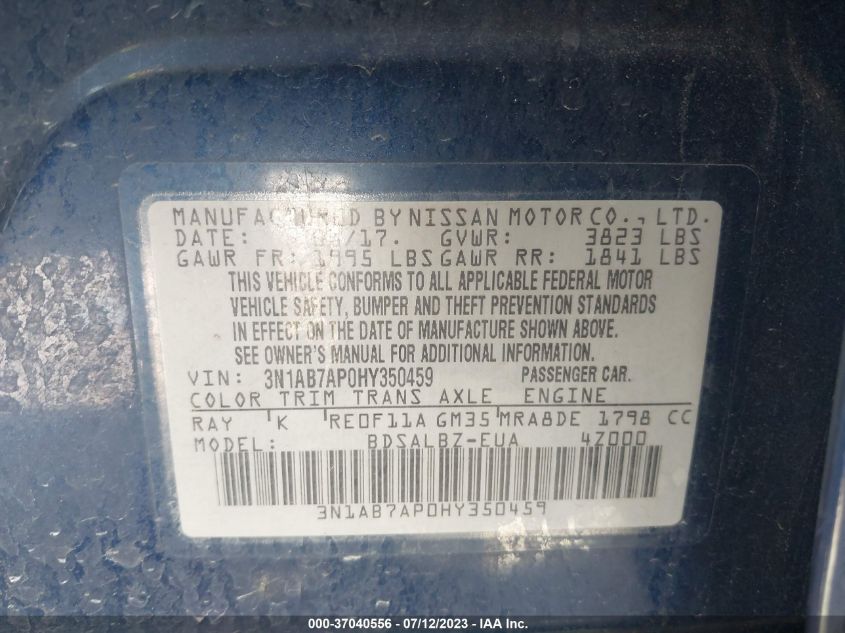 MANUFACTURED BY NISSAN MOTOR CO., LTD.
DATE: /17. GVWR: 3823 LBS
GAWR FR: 1995 LBS GAWR RR: 1841 LBS
THIS VEHICLE CONFORMS TO ALL APPLICABLE FEDERAL MOTOR
VEHICLE SAFETY, BUMPER AND THEFT PREVENTION STANDARDS
IN EFFECT ON THE DATE OF MANUFACTURE SHOWN ABOVE.
SEE OWNER'S MANUAL FOR ADDITIONAL INFORMATION.
VIN: 3N1AB7AP0HY350459 PASSENGER CAR.
COLOR TRIM TRANS AXLE ENGINE
RAY K RE0F11A GM35 MRA8DE 1798 CC
MODEL: BDSALBZ-EUA 4Z000
3N1AB7AP0HY350459
000-37040556 - 07/12/2023 - IAA Inc.